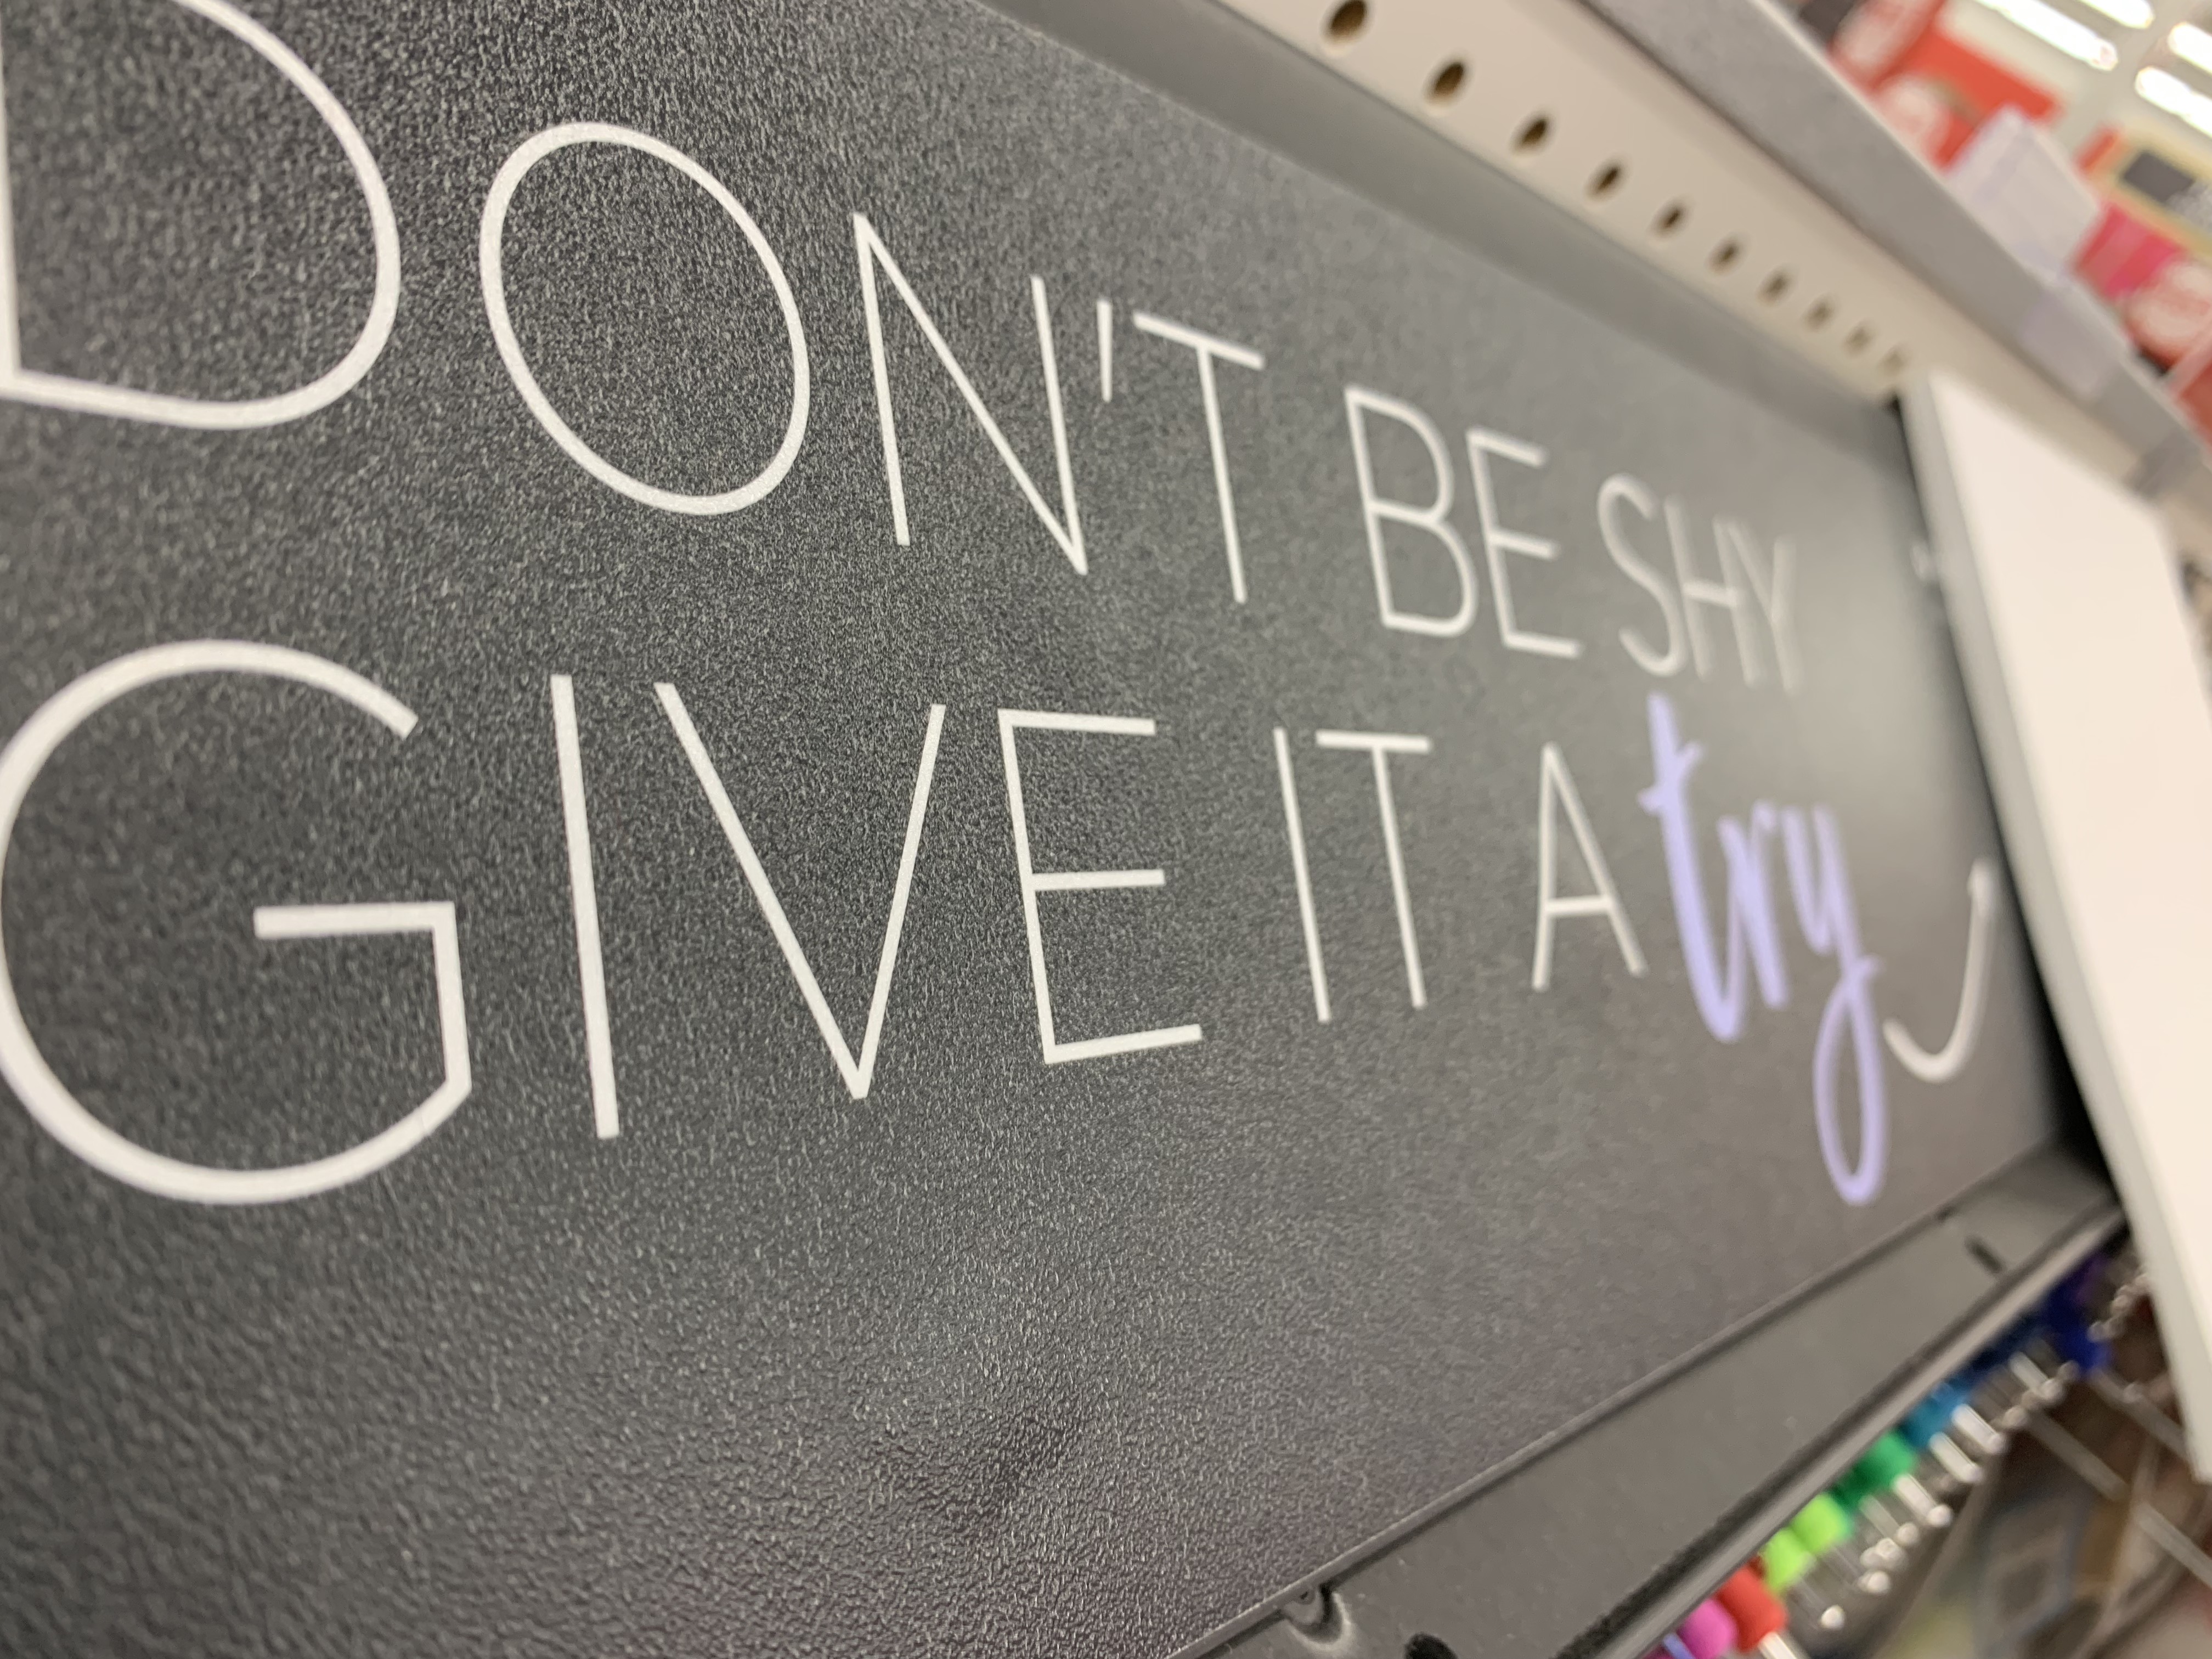 DON'T BE SHY
GIVE IT A try